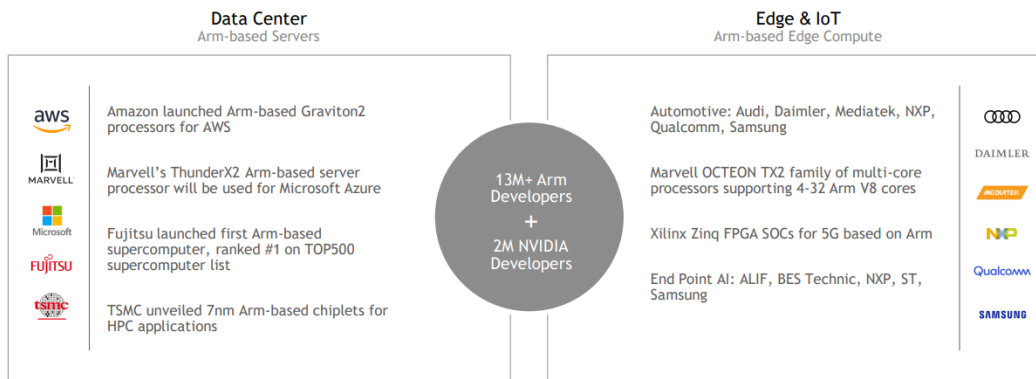 Data Center
Arm-based Servers
aws
MARVELL
Microsoft
FUJITSU
tsmc
Amazon launched Arm-based Graviton2
processors for AWS
Marvell's ThunderX2 Arm-based server
processor will be used for Microsoft Azure
Fujitsu launched first Arm-based
supercomputer, ranked #1 on TOP500
supercomputer list
TSMC unveiled 7nm Arm-based chiplets for
HPC applications
13M+ Arm
Developers
+
2M NVIDIA
Developers
Edge & IoT
Arm-based Edge Compute
Automotive: Audi, Daimler, Mediatek, NXP,
Qualcomm, Samsung
Marvell OCTEON TX2 family of multi-core
processors supporting 4-32 Arm V8 cores
Xilinx Zinq FPGA SOCs for 5G based on Arm
End Point AI: ALIF, BES Technic, NXP, ST,
Samsung
DAIMLER
MEDIATEK
NXP
Qualcomm
SAMSUNG